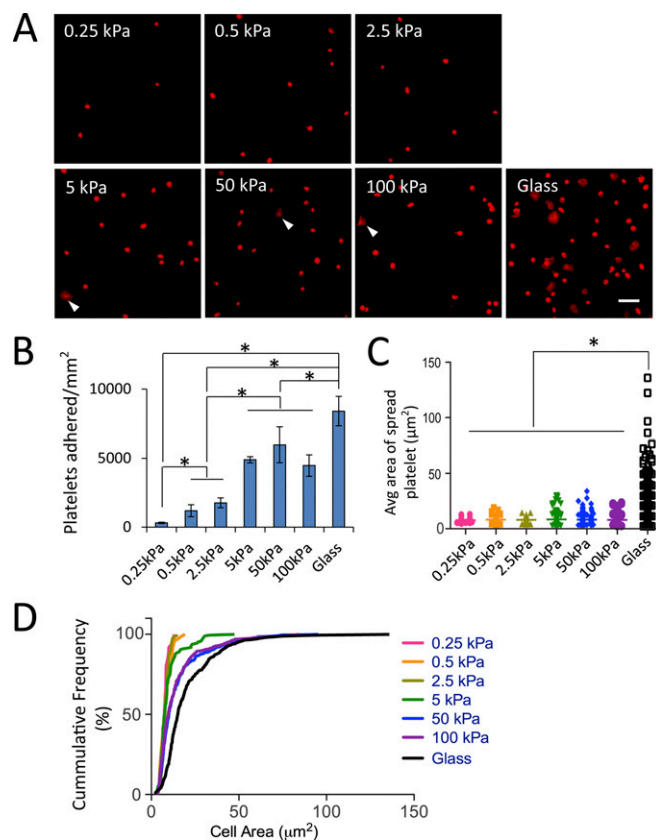 A
0.25 kPa
0.5 kPa
2.5 kPa
5 kPa
50 kPa
100 kPa
Glass
B
Platelets adhered/mm²
10000
5000
0
* * * * *
0.25kPa
0.5kPa
2.5kPa
5kPa
50kPa
100kPa
Glass
C
Avg area of spread
platelet (µm²)
150
100
50
0
*
0.25kPa
0.5kPa
2.5kPa
5kPa
50kPa
100kPa
Glass
D
Cummulative Frequency
(%)
100
50
0
0
50
100
150
Cell Area (µm²)
0.25 kPa
0.5 kPa
2.5 kPa
5 kPa
50 kPa
100 kPa
Glass